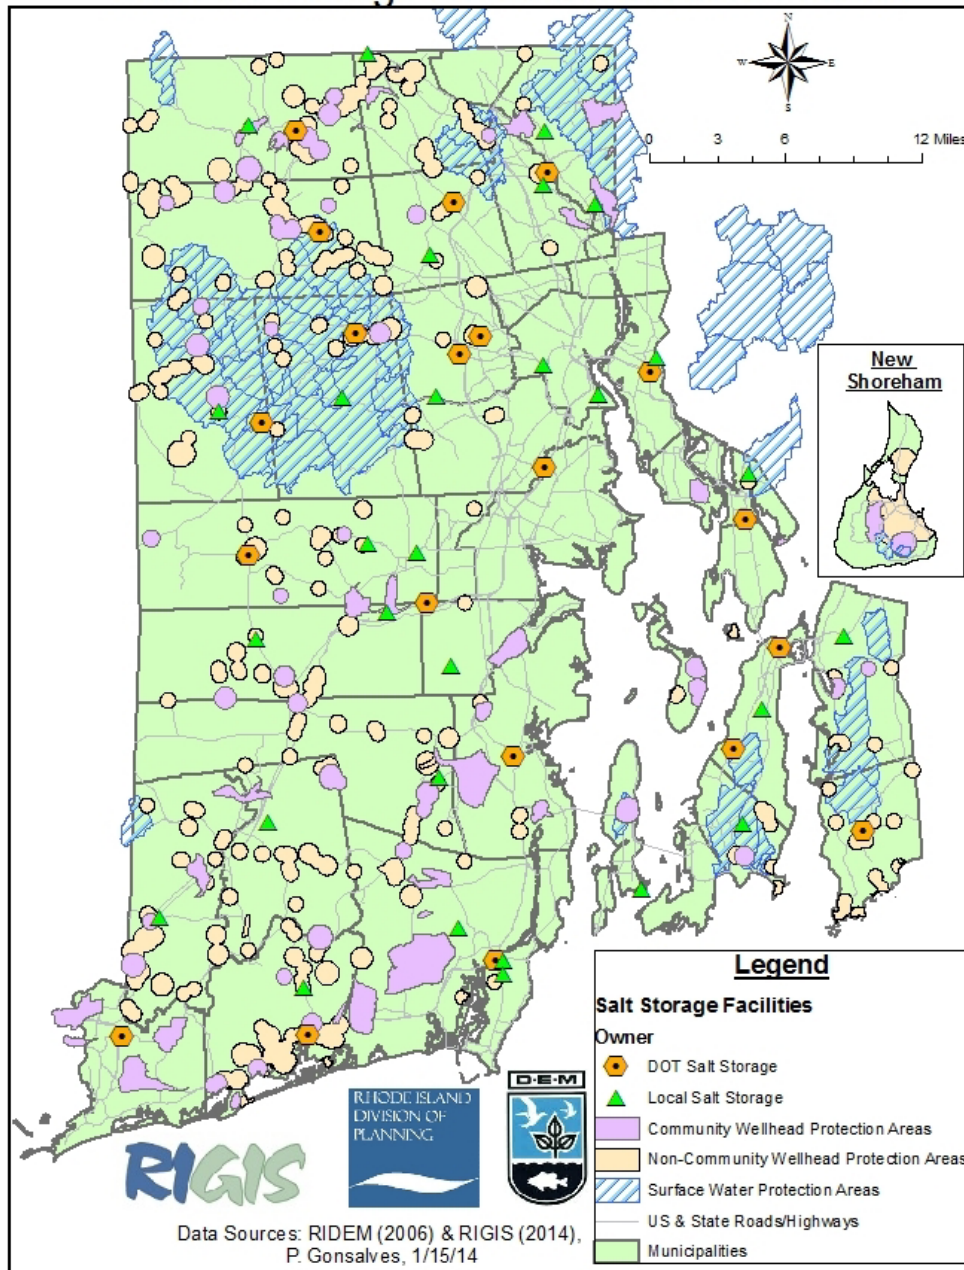 N
W E
S
0 3 6 12 Miles
New
Shoreham
Legend
Salt Storage Facilities
Owner
DOT Salt Storage
Local Salt Storage
Community Wellhead Protection Areas
Non-Community Wellhead Protection Areas
Surface Water Protection Areas
US & State Roads/Highways
Municipalities
RIGIS
RHODE ISLAND
DIVISION OF
PLANNING
D·E·M
Data Sources: RIDEM (2006) & RIGIS (2014),
P. Gonsalves, 1/15/14